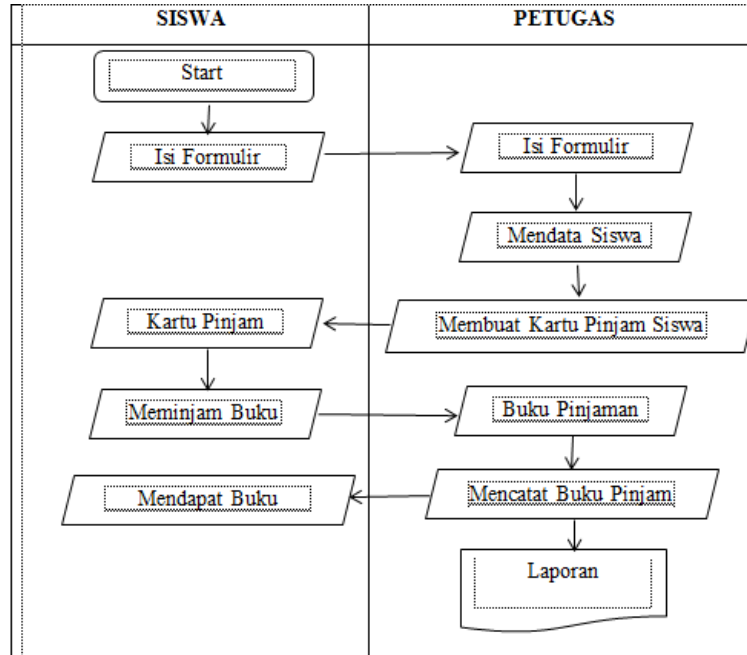 SISWA
PETUGAS
Start
Isi Formulir
Isi Formulir
Mendata Siswa
Kartu Pinjam
Membuat Kartu Pinjam Siswa
Meminjam Buku
Buku Pinjaman
Mendapat Buku
Mencatat Buku Pinjam
Laporan